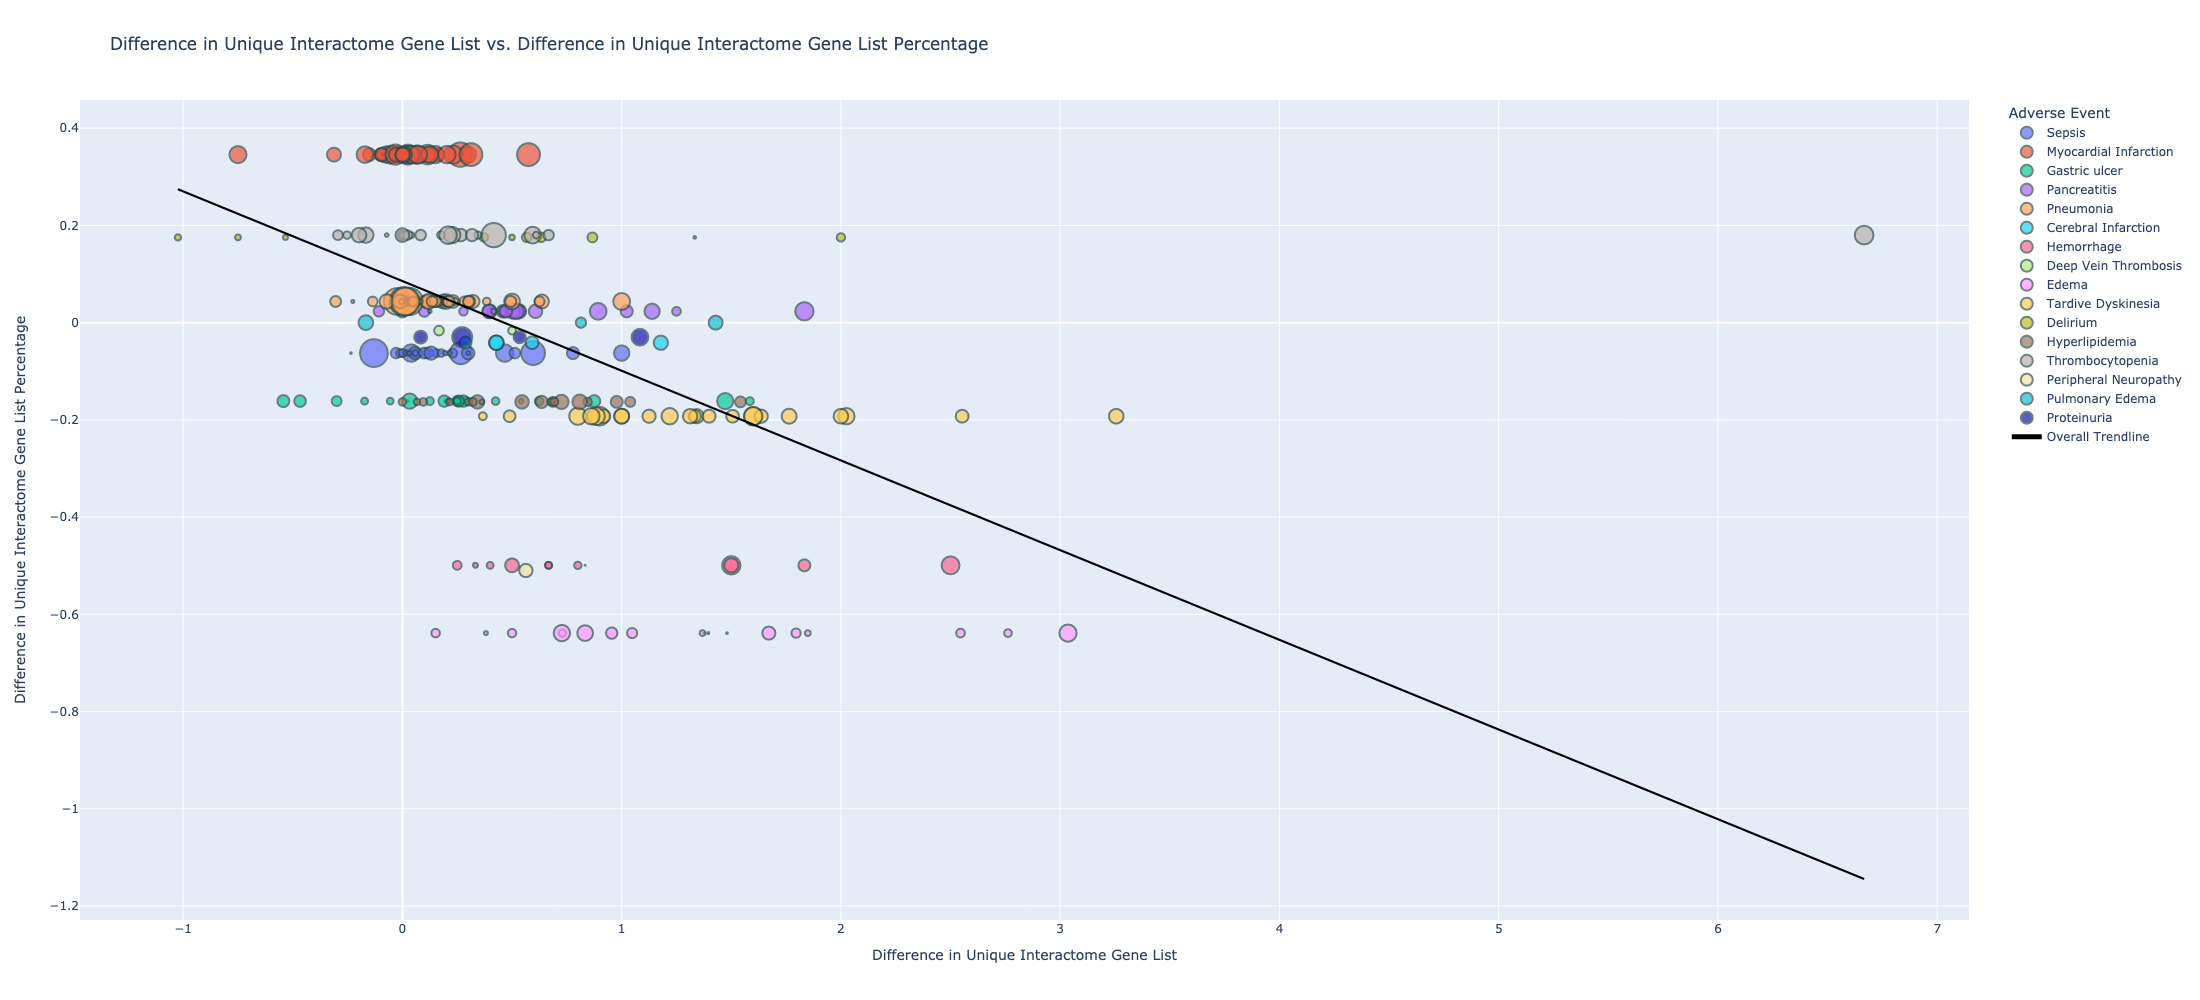 Difference in Unique Interactome Gene List vs. Difference in Unique Interactome Gene List Percentage
Difference in Unique Interactome Gene List Percentage
0.4
0.2
0
−0.2
−0.4
−0.6
−0.8
−1
−1.2
−1
0
1
2
3
4
5
6
7
Difference in Unique Interactome Gene List
Adverse Event
Sepsis
Myocardial Infarction
Gastric ulcer
Pancreatitis
Pneumonia
Cerebral Infarction
Hemorrhage
Deep Vein Thrombosis
Edema
Tardive Dyskinesia
Delirium
Hyperlipidemia
Thrombocytopenia
Peripheral Neuropathy
Pulmonary Edema
Proteinuria
Overall Trendline